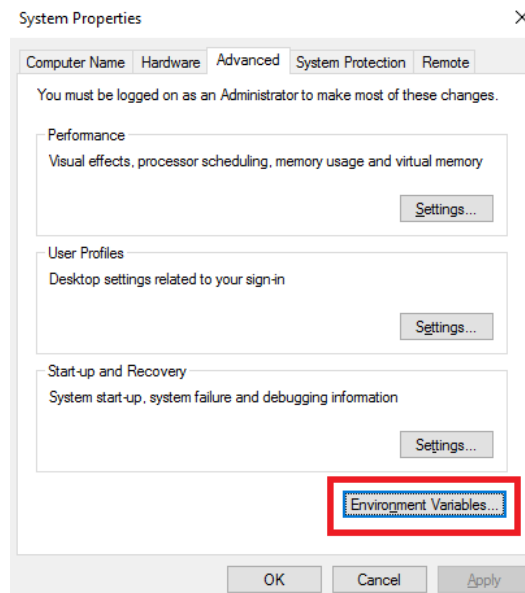 System Properties
Computer Name Hardware Advanced System Protection Remote
You must be logged on as an Administrator to make most of these changes.
Performance
Visual effects, processor scheduling, memory usage and virtual memory
Settings...
User Profiles
Desktop settings related to your sign-in
Settings...
Start-up and Recovery
System start-up, system failure and debugging information
Settings...
Environment Variables...
OK Cancel Apply